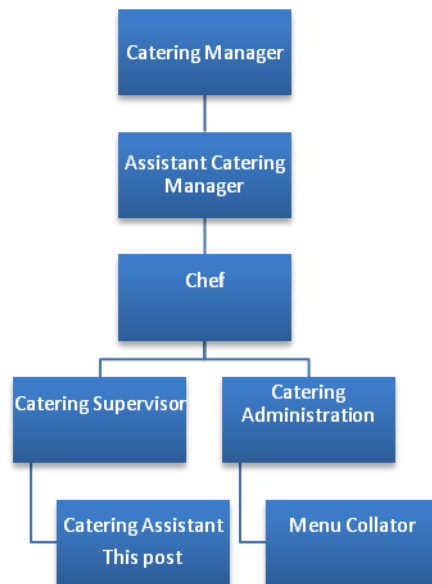 Catering Manager
Assistant Catering
Manager
Chef
Catering Supervisor
Catering
Administration
Catering Assistant
This post
Menu Collator